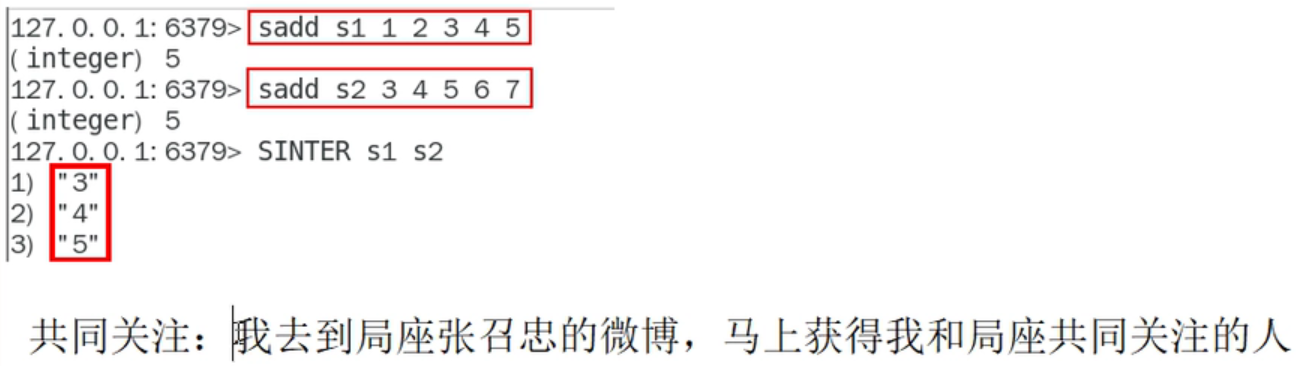 127.0.0.1:6379> sadd s1 1 2 3 4 5
(integer) 5
127.0.0.1:6379> sadd s2 3 4 5 6 7
(integer) 5
127.0.0.1:6379> SINTER s1 s2
1) "3"
2) "4"
3) "5"
共同关注：我去到局座张召忠的微博，马上获得我和局座共同关注的人